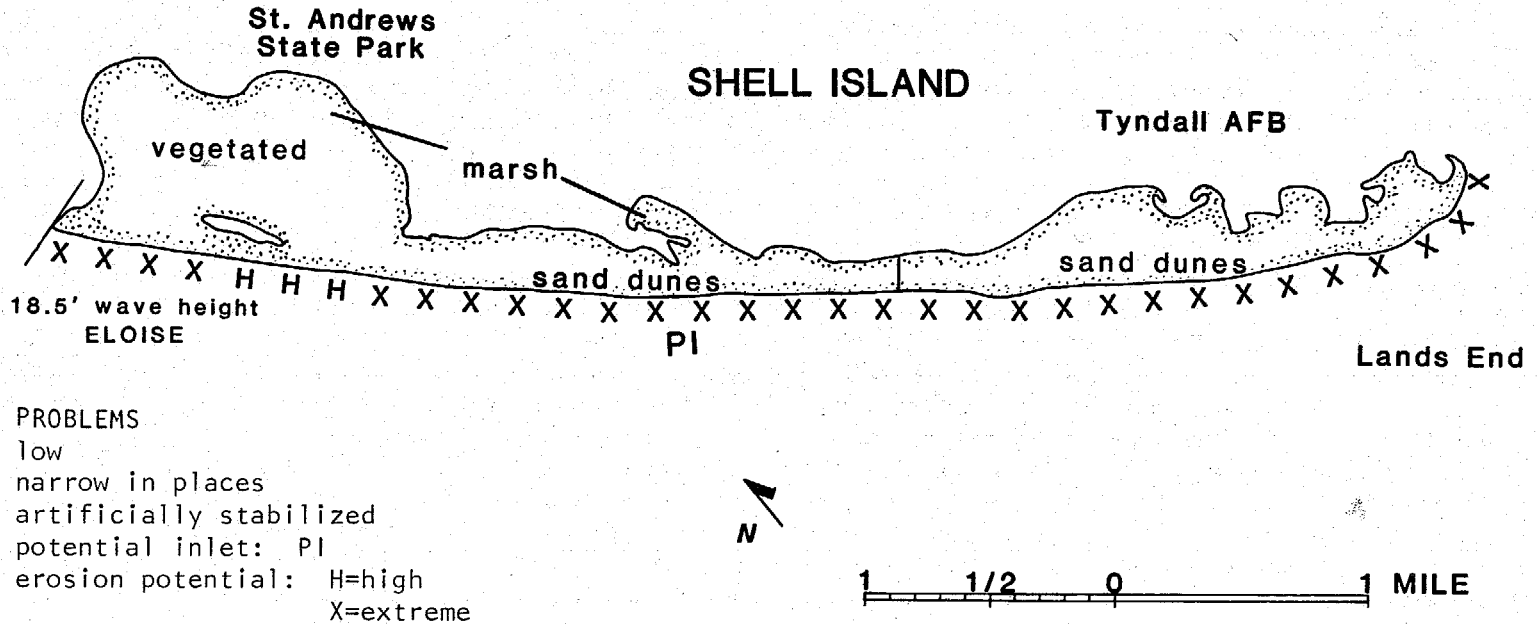 St. Andrews
State Park
SHELL ISLAND
Tyndall AFB
vegetated
marsh
sand dunes
sand dunes
X X X X H H H X X X X X X X X X X X X X X X X X X X X X X X X X X
18.5' wave height
ELOISE
PI
Lands End
PROBLEMS
low
narrow in places
artificially stabilized
potential inlet: PI
erosion potential: H=high
X=extreme
N
1 1/2 0 1 MILE